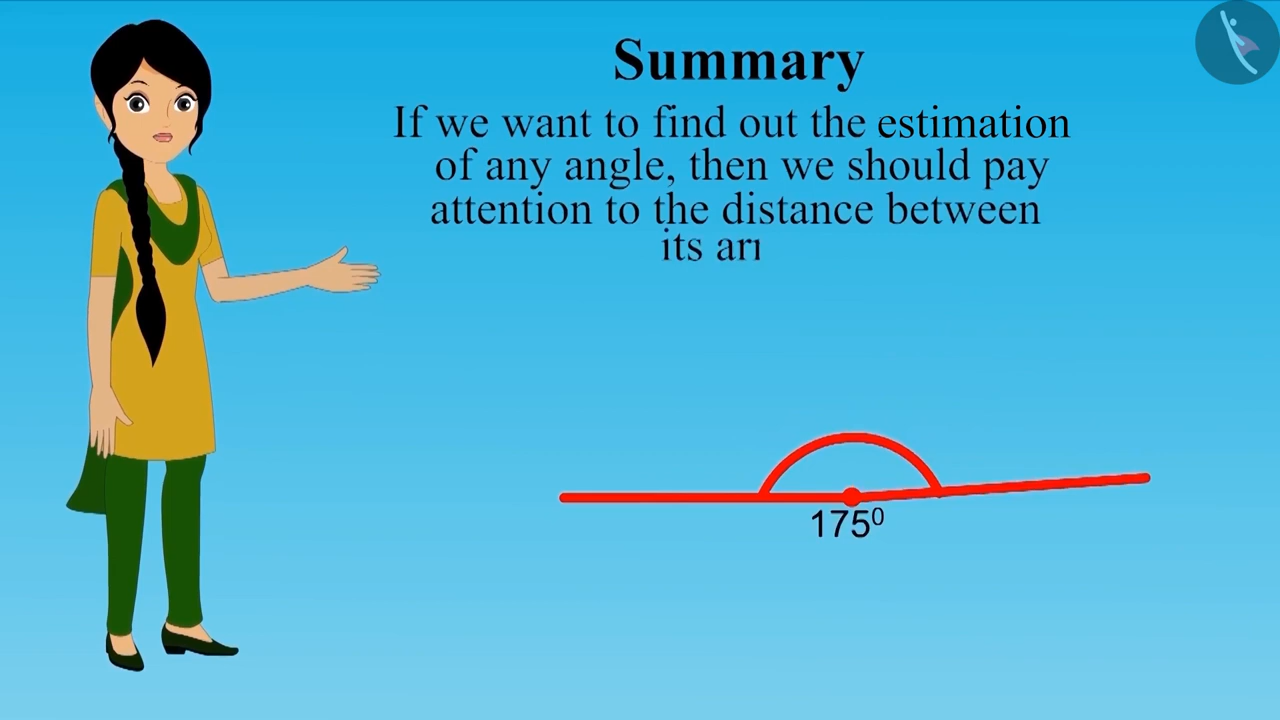 Summary
If we want to find out the estimation
of any angle, then we should pay
attention to the distance between
its
175⁰